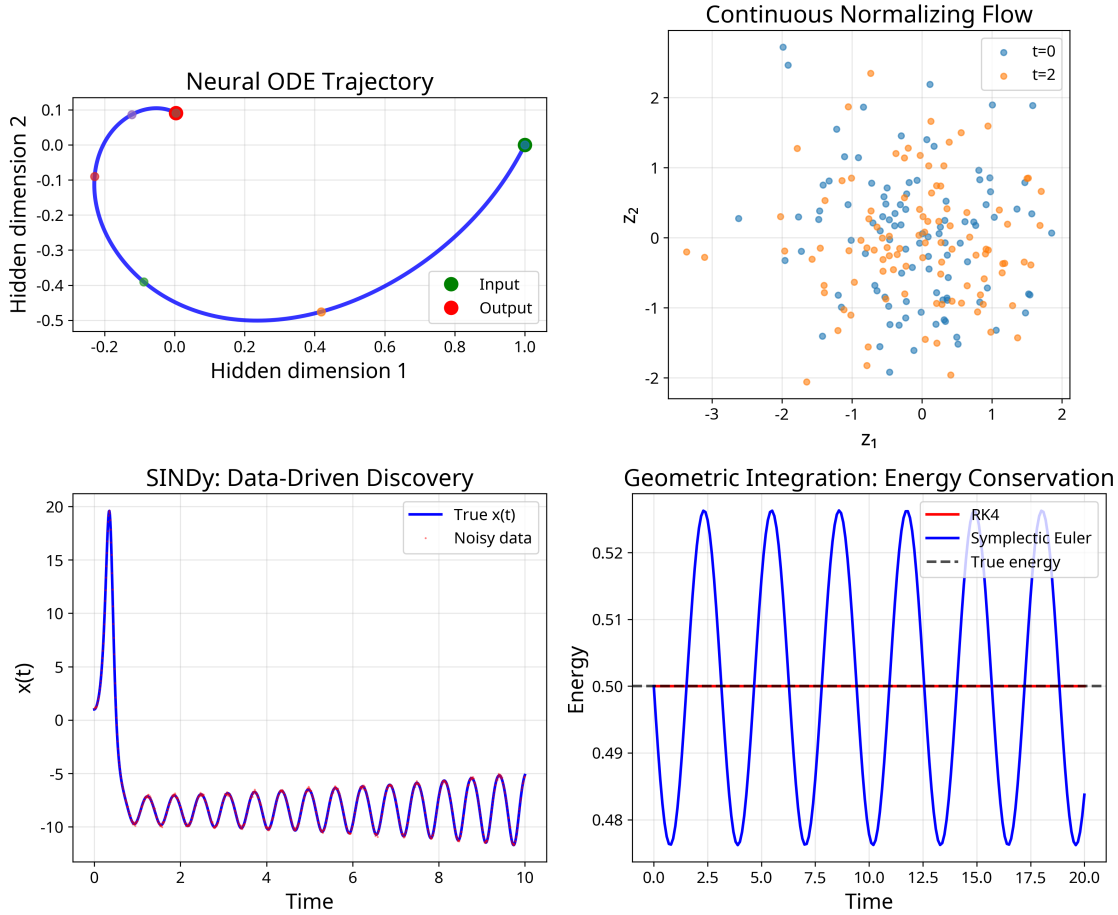 Neural ODE Trajectory
0.1
0.0
-0.1
-0.2
-0.3
-0.4
-0.5
Hidden dimension 2
Input
Output
-0.2 0.0 0.2 0.4 0.6 0.8 1.0
Hidden dimension 1
Continuous Normalizing Flow
t=0
t=2
2
1
0
-1
-2
z₂
-3 -2 -1 0 1 2
z₁
SINDy: Data-Driven Discovery
20
15
10
5
0
-5
-10
x(t)
True x(t)
Noisy data
0 2 4 6 8 10
Time
Geometric Integration: Energy Conservation
RK4
Symplectic Euler
True energy
0.52
0.51
0.50
0.49
0.48
Energy
0.0 2.5 5.0 7.5 10.0 12.5 15.0 17.5 20.0
Time